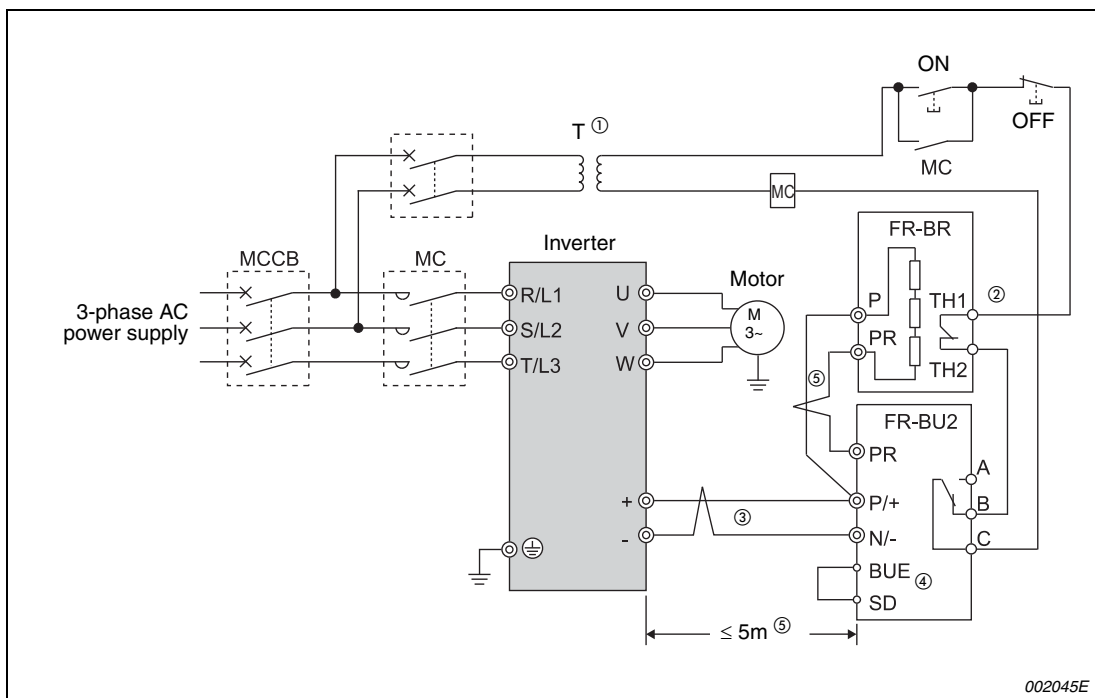 ON
OFF
T ①
MC
MC
FR-BR
Inverter
MCCB
MC
Motor
R/L1
U
M
3~
P
TH1
②
3-phase AC
power supply
S/L2
V
PR
T/L3
W
TH2
⑤
FR-BU2
PR
A
+
③
P/+
B
-
N/-
C
BUE ④
SD
≤ 5m ⑤
002045E